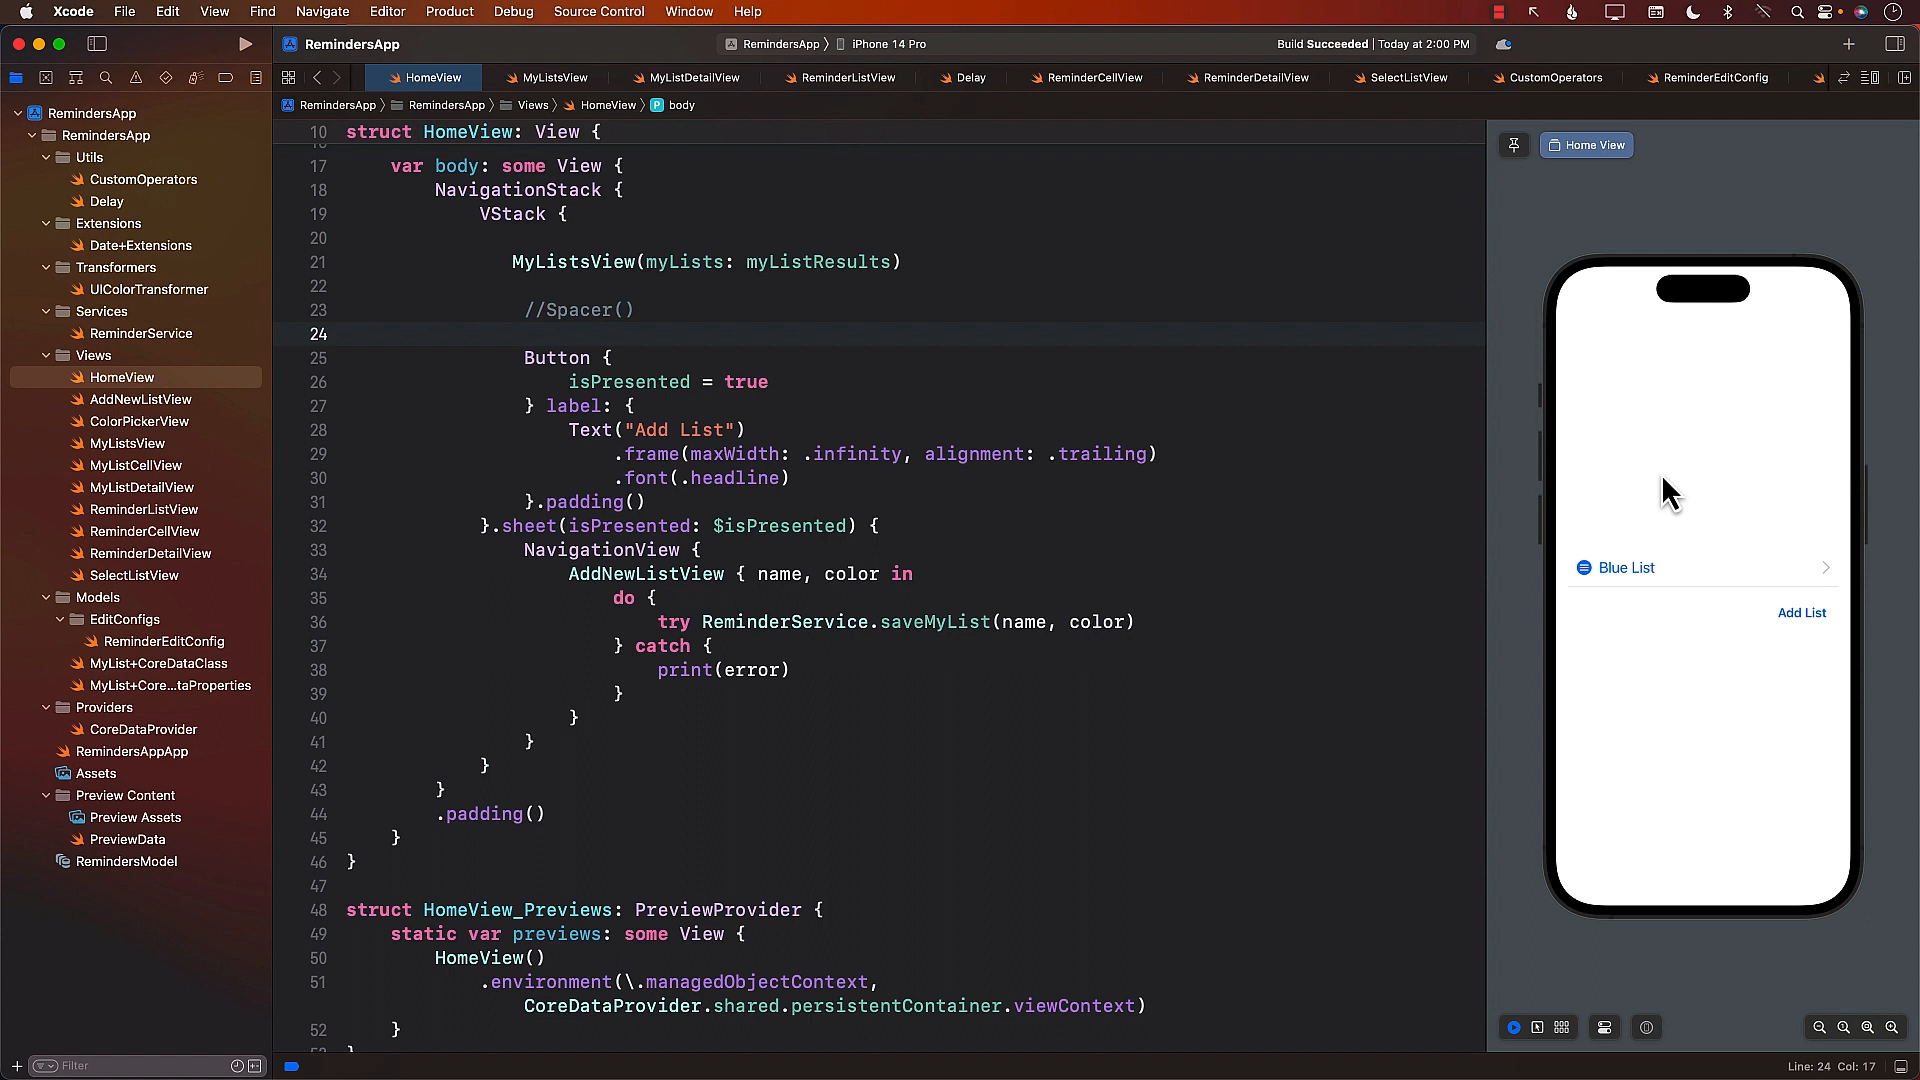 Xcode File Edit View Find Navigate Editor Product Debug Source Control Window Help
RemindersApp
RemindersApp 〉 iPhone 14 Pro
Build Succeeded | Today at 2:00 PM
HomeView MyListsView MyListDetailView ReminderListView Delay ReminderCellView ReminderDetailView SelectListView CustomOperators ReminderEditConfig
RemindersApp 〉 RemindersApp 〉 Views 〉 HomeView 〉 P body
RemindersApp
RemindersApp
Utils
CustomOperators
Delay
Extensions
Date+Extensions
Transformers
UIColorTransformer
Services
ReminderService
Views
HomeView
AddNewListView
ColorPickerView
MyListsView
MyListCellView
MyListDetailView
ReminderListView
ReminderCellView
ReminderDetailView
SelectListView
Models
EditConfigs
ReminderEditConfig
MyList+CoreDataClass
MyList+Core...taProperties
Providers
CoreDataProvider
RemindersAppApp
Assets
Preview Content
Preview Assets
PreviewData
RemindersModel
Filter
10 struct HomeView: View {
17 var body: some View {
18 NavigationStack {
19 VStack {
20
21 MyListsView(myLists: myListResults)
22
23 //Spacer()
24
25 Button {
26 isPresented = true
27 } label: {
28 Text("Add List")
29 .frame(maxWidth: .infinity, alignment: .trailing)
30 .font(.headline)
31 }.padding()
32 }.sheet(isPresented: $isPresented) {
33 NavigationView {
34 AddNewListView { name, color in
35 do {
36 try ReminderService.saveMyList(name, color)
37 } catch {
38 print(error)
39 }
40 }
41 }
42 }
43 }
44 .padding()
45 }
46 }
47
48 struct HomeView_Previews: PreviewProvider {
49 static var previews: some View {
50 HomeView()
51 .environment(\.managedObjectContext,
CoreDataProvider.shared.persistentContainer.viewContext)
52 }
Home View
Blue List
Add List
Line: 24 Col: 17